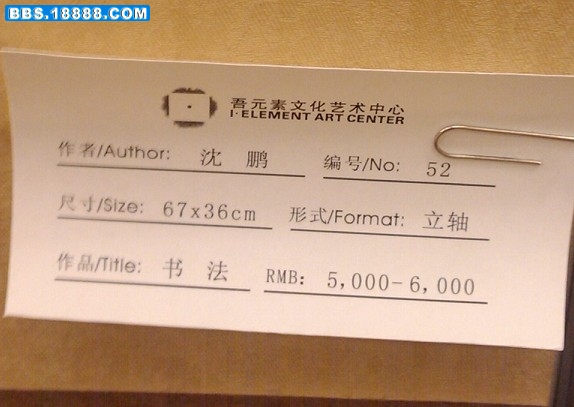 BBS.18888.COM
吾元素文化艺术中心
I·ELEMENT ART CENTER
作者/Author: 沈 鹏 编号/No: 52
尺寸/Size: 67x36cm 形式/Format: 立轴
作品/Title: 书 法 RMB: 5,000-6,000